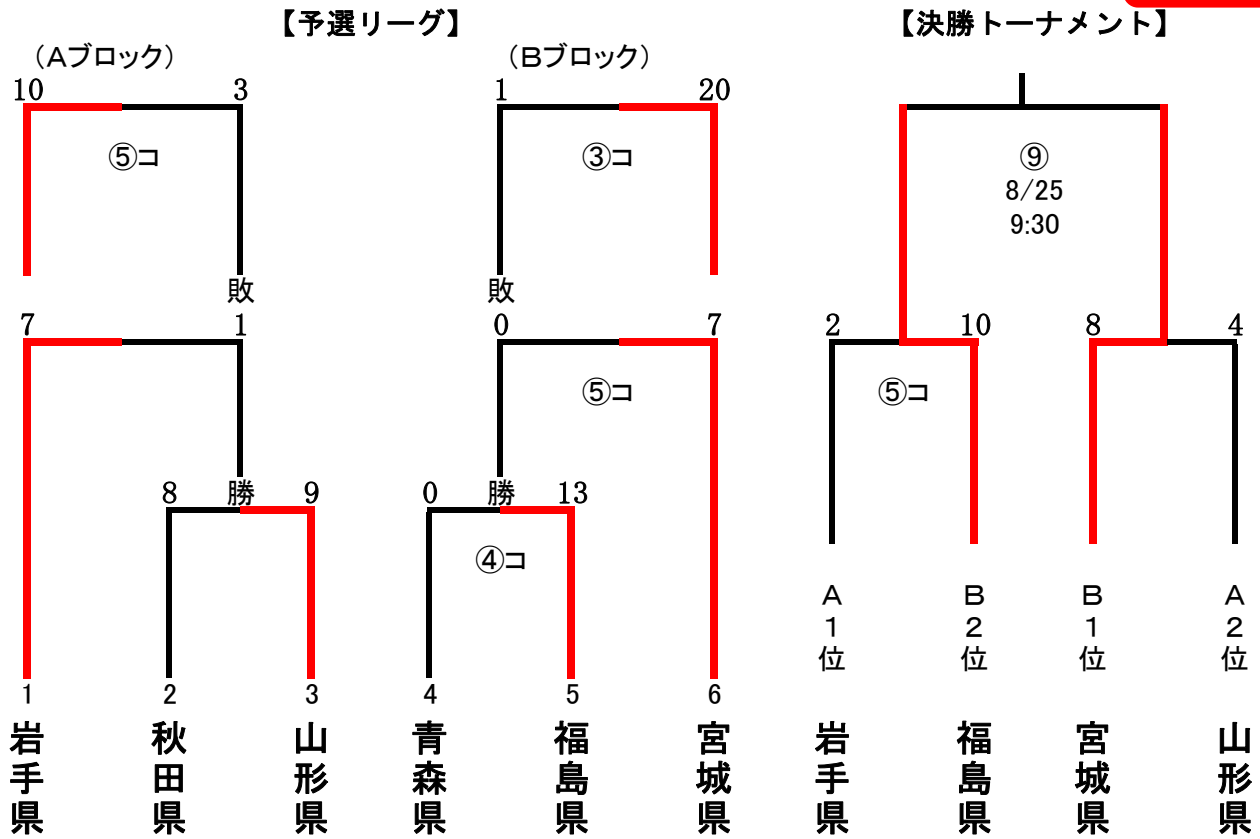 【予選リーグ】
【決勝トーナメント】
（Aブロック）
（Bブロック）
10
3
1
20
⑤コ
③コ
⑨
8/25
9:30
敗
敗
7
1
0
7
2
10
8
4
⑤コ
⑤コ
8
勝
9
0
勝
13
④コ
A1位
B2位
B1位
A2位
1
2
3
4
5
6
岩手県
秋田県
山形県
青森県
福島県
宮城県
岩手県
福島県
宮城県
山形県